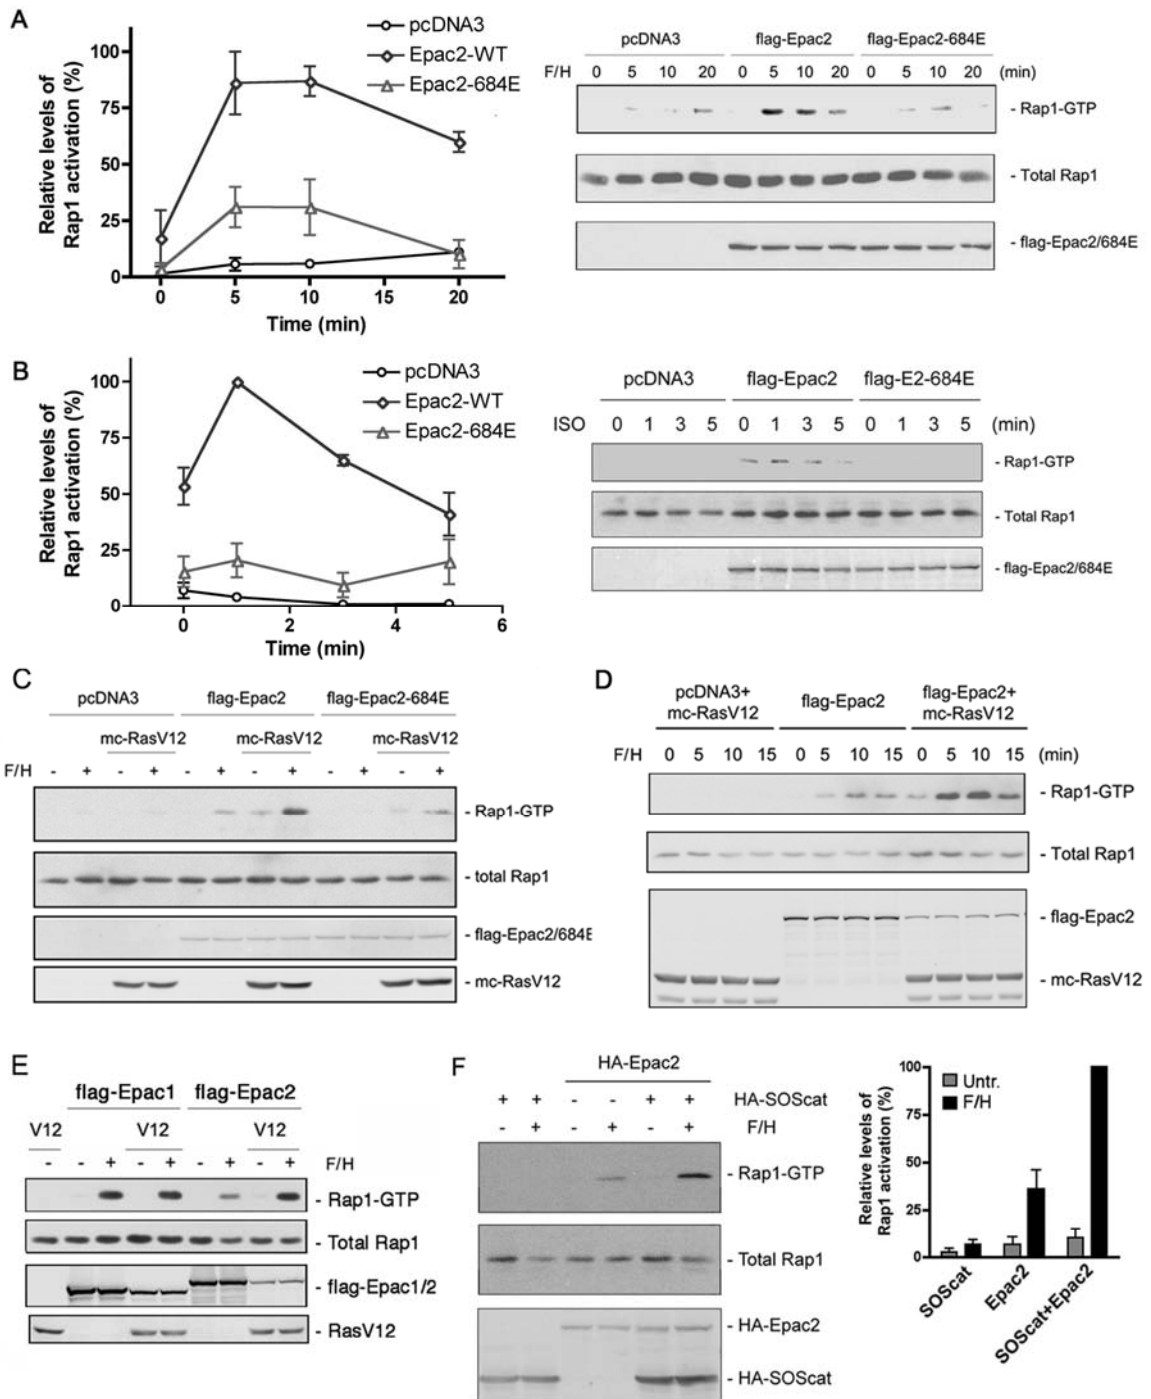 A
pcDNA3
Epac2-WT
Epac2-684E
Relative levels of
Rap1 activation (%)
100
75
50
25
0
0 5 10 15 20
Time (min)
pcDNA3 flag-Epac2 flag-Epac2-684E
F/H 0 5 10 20 0 5 10 20 0 5 10 20 (min)
- Rap1-GTP
- Total Rap1
- flag-Epac2/684E
B
pcDNA3
Epac2-WT
Epac2-684E
Relative levels of
Rap1 activation (%)
100
75
50
25
0
0 2 4 6
Time (min)
pcDNA3 flag-Epac2 flag-E2-684E
ISO 0 1 3 5 0 1 3 5 0 1 3 5 (min)
- Rap1-GTP
- Total Rap1
- flag-Epac2/684E
C
pcDNA3 flag-Epac2 flag-Epac2-684E
mc-RasV12 mc-RasV12 mc-RasV12
F/H - + - + - + - + - + - +
- Rap1-GTP
- total Rap1
- flag-Epac2/684E
- mc-RasV12
D
pcDNA3+
mc-RasV12
flag-Epac2
flag-Epac2+
mc-RasV12
F/H 0 5 10 15 0 5 10 15 0 5 10 15 (min)
- Rap1-GTP
- Total Rap1
- flag-Epac2
- mc-RasV12
E
flag-Epac1 flag-Epac2
V12 V12 V12
- - + - + - + - + F/H
- Rap1-GTP
- Total Rap1
- flag-Epac1/2
- RasV12
F
HA-Epac2
+ + - - + + HA-SOScat
- + - + - + F/H
- Rap1-GTP
- Total Rap1
- HA-Epac2
- HA-SOScat
Relative levels of
Rap1 activation (%)
100
75
50
25
0
Untr.
F/H
SOScat
Epac2
SOScat+Epac2